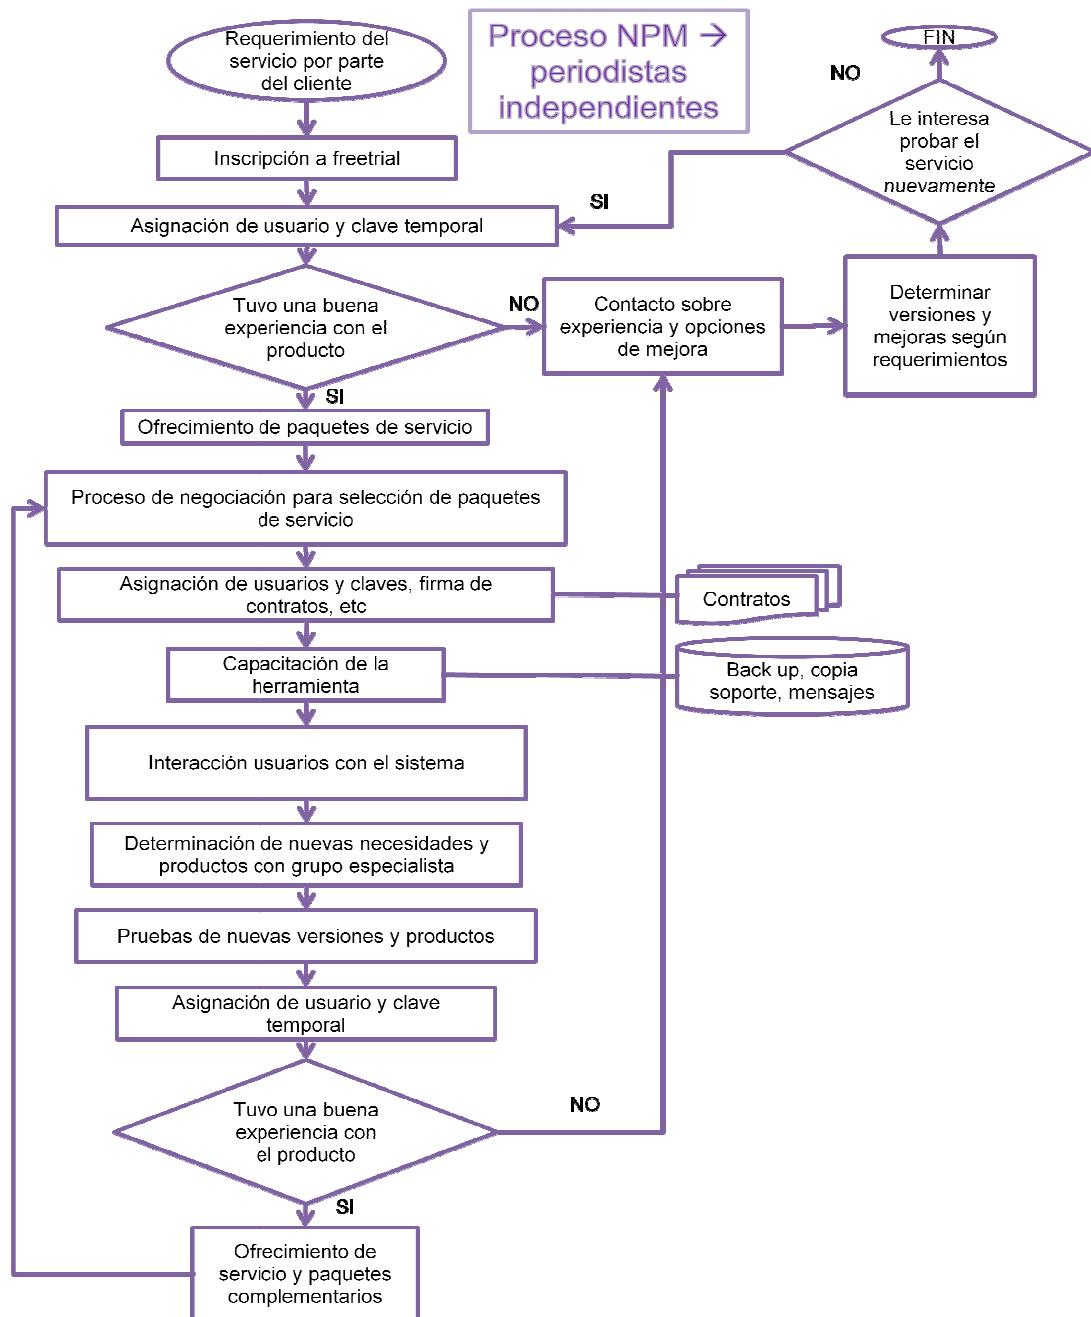 Proceso NPM →
periodistas
independientes
Requerimiento del
servicio por parte
del cliente
Inscripción a freetrial
Asignación de usuario y clave temporal
Tuvo una buena
experiencia con el
producto
NO
SI
Contacto sobre
experiencia y opciones
de mejora
Determinar
versiones y
mejoras según
requerimientos
Le interesa
probar el
servicio
nuevamente
SI
NO
FIN
Ofrecimiento de paquetes de servicio
Proceso de negociación para selección de paquetes
de servicio
Asignación de usuarios y claves, firma de
contratos, etc
Contratos
Capacitación de la
herramienta
Back up, copia
soporte, mensajes
Interacción usuarios con el sistema
Determinación de nuevas necesidades y
productos con grupo especialista
Pruebas de nuevas versiones y productos
Asignación de usuario y clave
temporal
Tuvo una buena
experiencia con
el producto
NO
SI
Ofrecimiento de
servicio y paquetes
complementarios